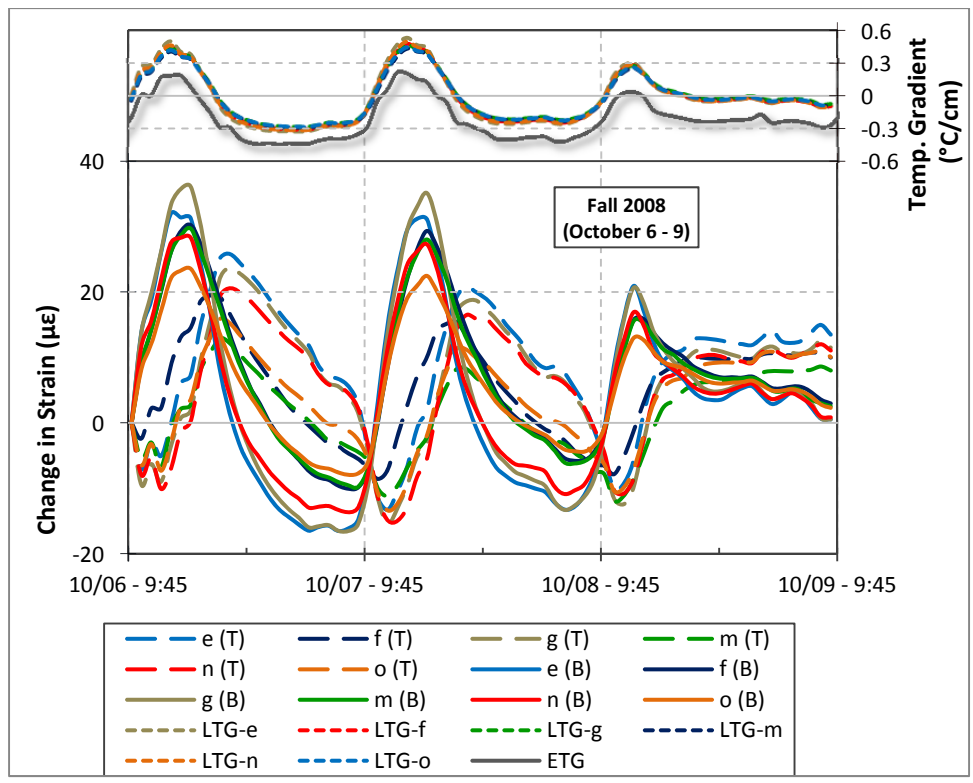 0.6
0.3
0
-0.3
-0.6
Temp. Gradient
(°C/cm)
40
20
0
-20
Change in Strain (με)
Fall 2008
(October 6 - 9)
10/06 - 9:45
10/07 - 9:45
10/08 - 9:45
10/09 - 9:45
e (T)
f (T)
g (T)
m (T)
n (T)
o (T)
e (B)
f (B)
g (B)
m (B)
n (B)
o (B)
LTG-e
LTG-f
LTG-g
LTG-m
LTG-n
LTG-o
ETG